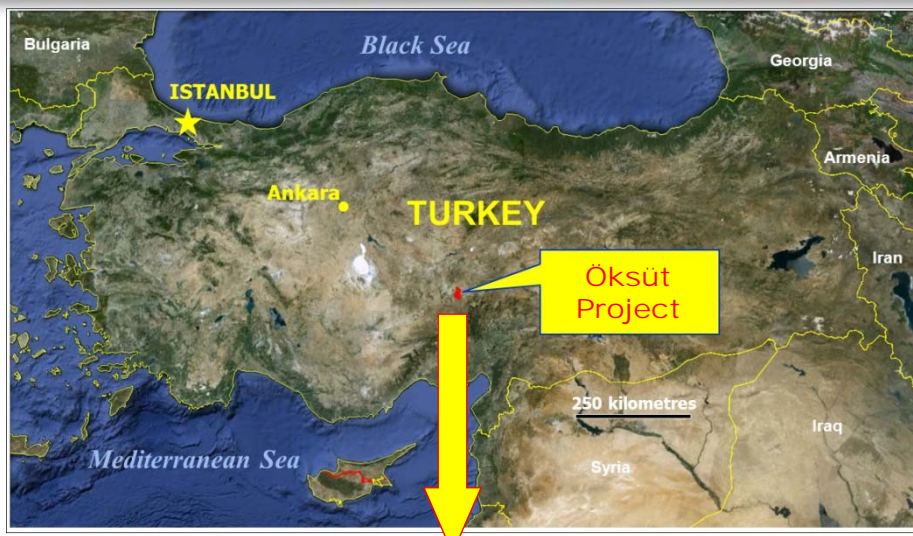 Black Sea
Bulgaria
Georgia
ISTANBUL
Armenia
Ankara
TURKEY
Iran
Öksüt
Project
250 kilometres
Iraq
Mediterranean Sea
Syria